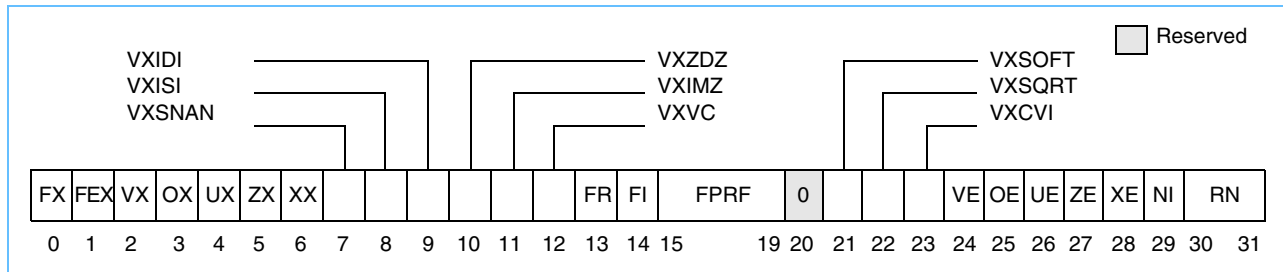 Reserved
VXIDI VXZDZ VXSOFT
VXISI VXIMZ VXSQRT
VXSNAN VXVC VXCVI
FX FEX VX OX UX ZX XX FR FI FPRF 0 VE OE UE ZE XE NI RN
0 1 2 3 4 5 6 7 8 9 10 11 12 13 14 15 19 20 21 22 23 24 25 26 27 28 29 30 31